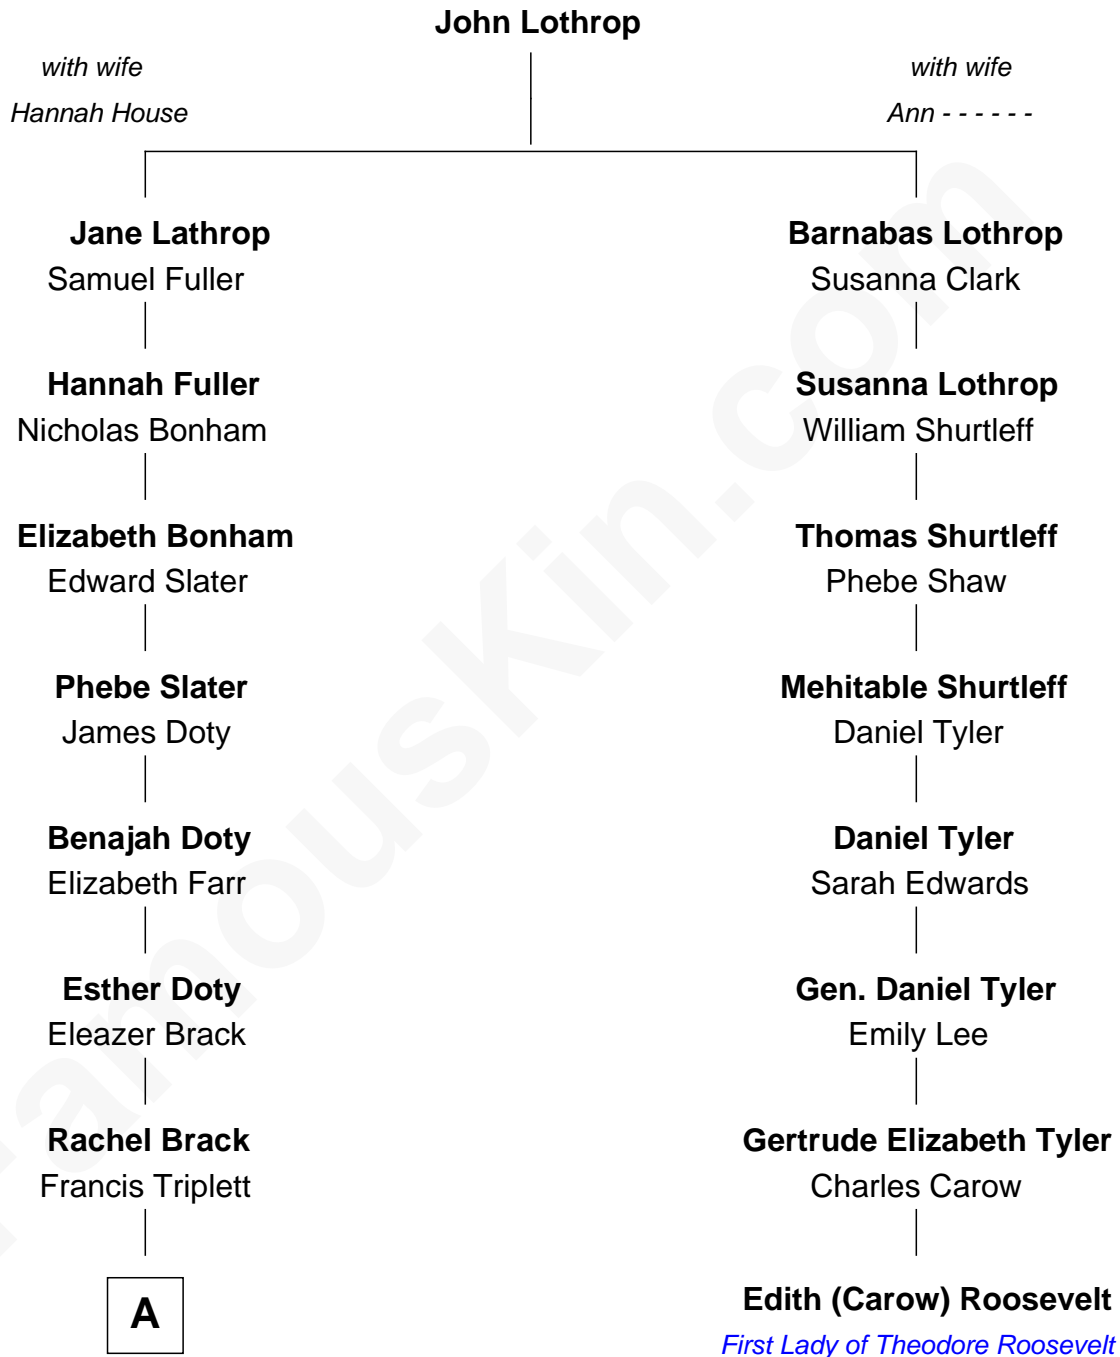 John Lothrop
with wife
Hannah House
with wife
Ann - - - - - -
Jane Lathrop
Samuel Fuller
Barnabas Lothrop
Susanna Clark
Hannah Fuller
Nicholas Bonham
Susanna Lothrop
William Shurtleff
Elizabeth Bonham
Edward Slater
Thomas Shurtleff
Phebe Shaw
Phebe Slater
James Doty
Mehitable Shurtleff
Daniel Tyler
Benajah Doty
Elizabeth Farr
Daniel Tyler
Sarah Edwards
Esther Doty
Eleazer Brack
Gen. Daniel Tyler
Emily Lee
Rachel Brack
Francis Triplett
Gertrude Elizabeth Tyler
Charles Carow
A
Edith (Carow) Roosevelt
First Lady of Theodore Roosevelt
FamousKin.com